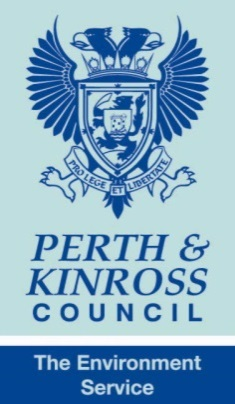 PRO LEGE ET LIBERTATE
PERTH &
KINROSS
COUNCIL
The Environment
Service